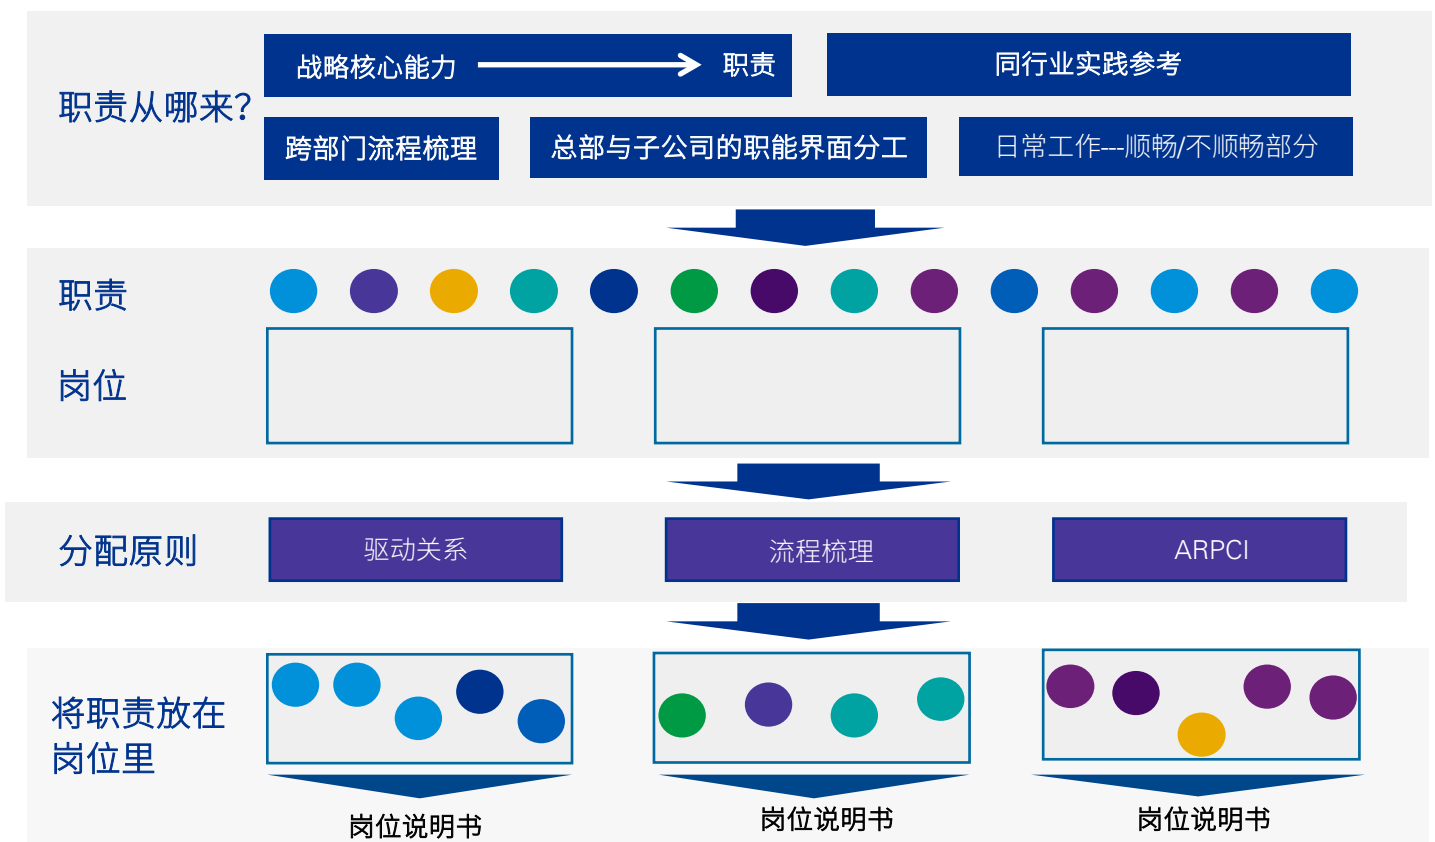 战略核心能力 职责
同行业实践参考
职责从哪来？
跨部门流程梳理
总部与子公司的职能界面分工
日常工作---顺畅/不顺畅部分
职责
岗位
分配原则
驱动关系
流程梳理
ARPCI
将职责放在
岗位里
岗位说明书
岗位说明书
岗位说明书